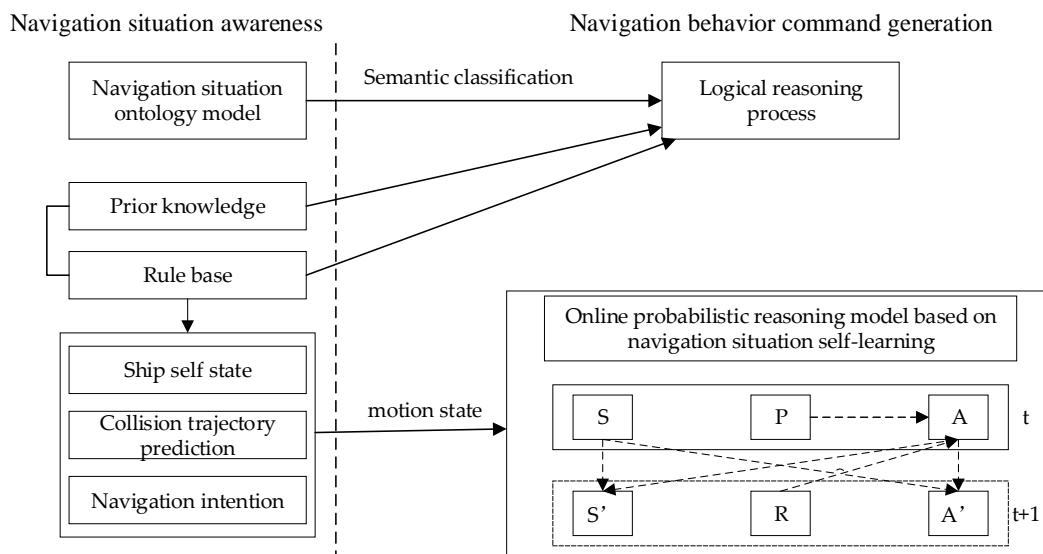 Navigation situation awareness
Navigation behavior command generation
Navigation situation
ontology model
Semantic classification
Logical reasoning
process
Prior knowledge
Rule base
Ship self state
Collision trajectory
prediction
Navigation intention
motion state
Online probabilistic reasoning model based on
navigation situation self-learning
S
P
A
t
S’
R
A’
t+1